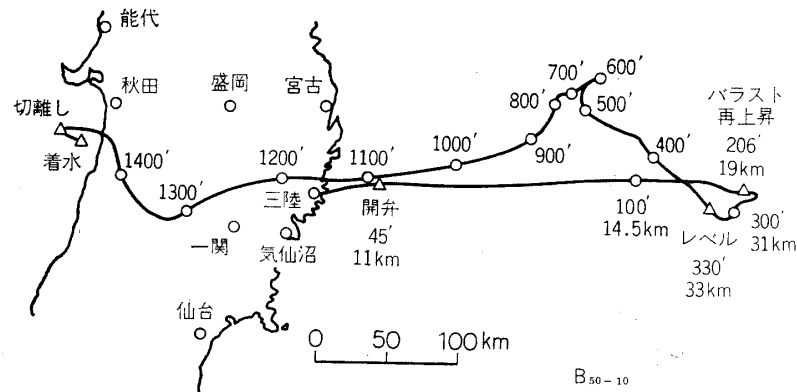 能代
秋田
盛岡
宮古
切離し
着水
1400′
1300′
1200′
1100′
三陸
開弁
45′
11km
一関
気仙沼
仙台
1000′
900′
800′
700′
600′
500′
400′
バラスト
再上昇
206′
19km
100′
14.5km
レベル
330′
33km
300′
31km
0 50 100km
B50-10